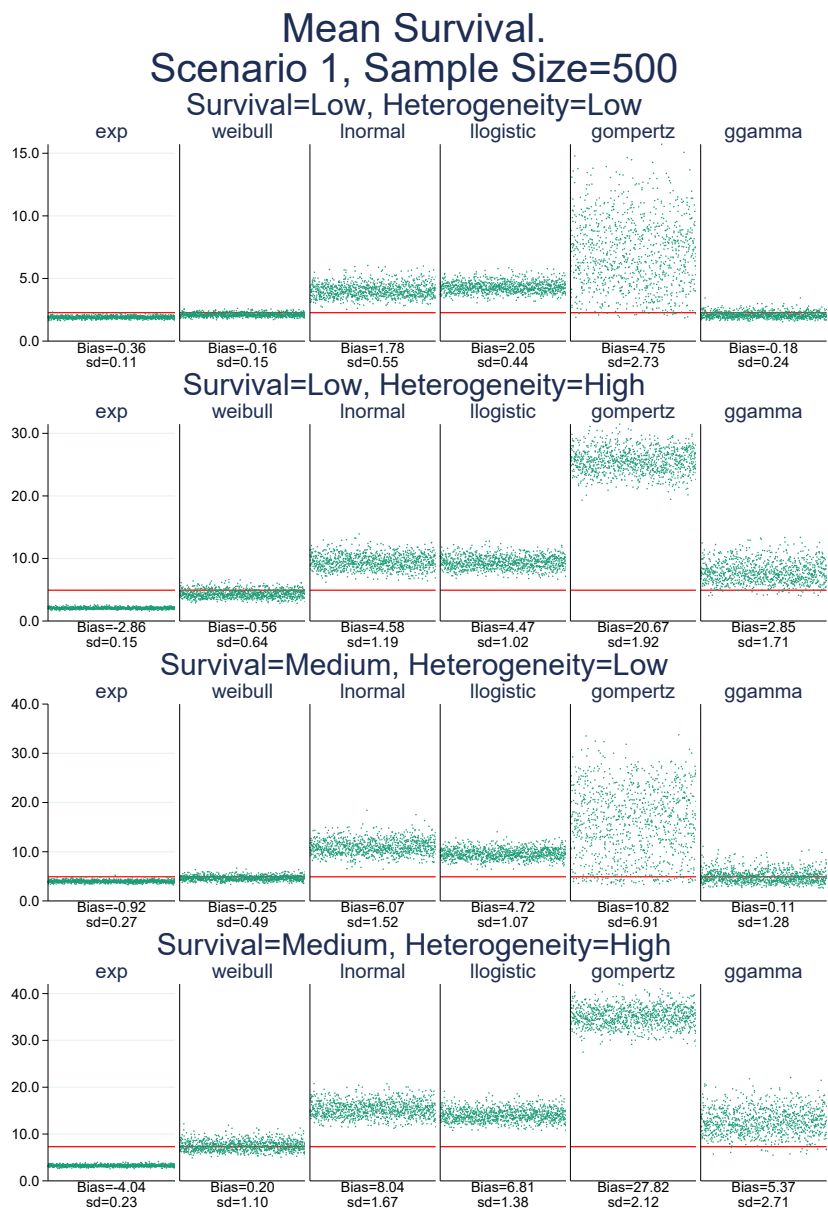 Mean Survival.
Scenario 1, Sample Size=500
Survival=Low, Heterogeneity=Low
exp weibull lnormal llogistic gompertz ggamma
15.0
10.0
5.0
0.0
Bias=-0.36 Bias=-0.16 Bias=1.78 Bias=2.05 Bias=4.75 Bias=-0.18
sd=0.11 sd=0.15 sd=0.55 sd=0.44 sd=2.73 sd=0.24
Survival=Low, Heterogeneity=High
exp weibull lnormal llogistic gompertz ggamma
30.0
20.0
10.0
0.0
Bias=-2.86 Bias=-0.56 Bias=4.58 Bias=4.47 Bias=20.67 Bias=2.85
sd=0.15 sd=0.64 sd=1.19 sd=1.02 sd=1.92 sd=1.71
Survival=Medium, Heterogeneity=Low
exp weibull lnormal llogistic gompertz ggamma
40.0
30.0
20.0
10.0
0.0
Bias=-0.92 Bias=-0.25 Bias=6.07 Bias=4.72 Bias=10.82 Bias=0.11
sd=0.27 sd=0.49 sd=1.52 sd=1.07 sd=6.91 sd=1.28
Survival=Medium, Heterogeneity=High
exp weibull lnormal llogistic gompertz ggamma
40.0
30.0
20.0
10.0
0.0
Bias=-4.04 Bias=0.20 Bias=8.04 Bias=6.81 Bias=27.82 Bias=5.37
sd=0.23 sd=1.10 sd=1.67 sd=1.38 sd=2.12 sd=2.71